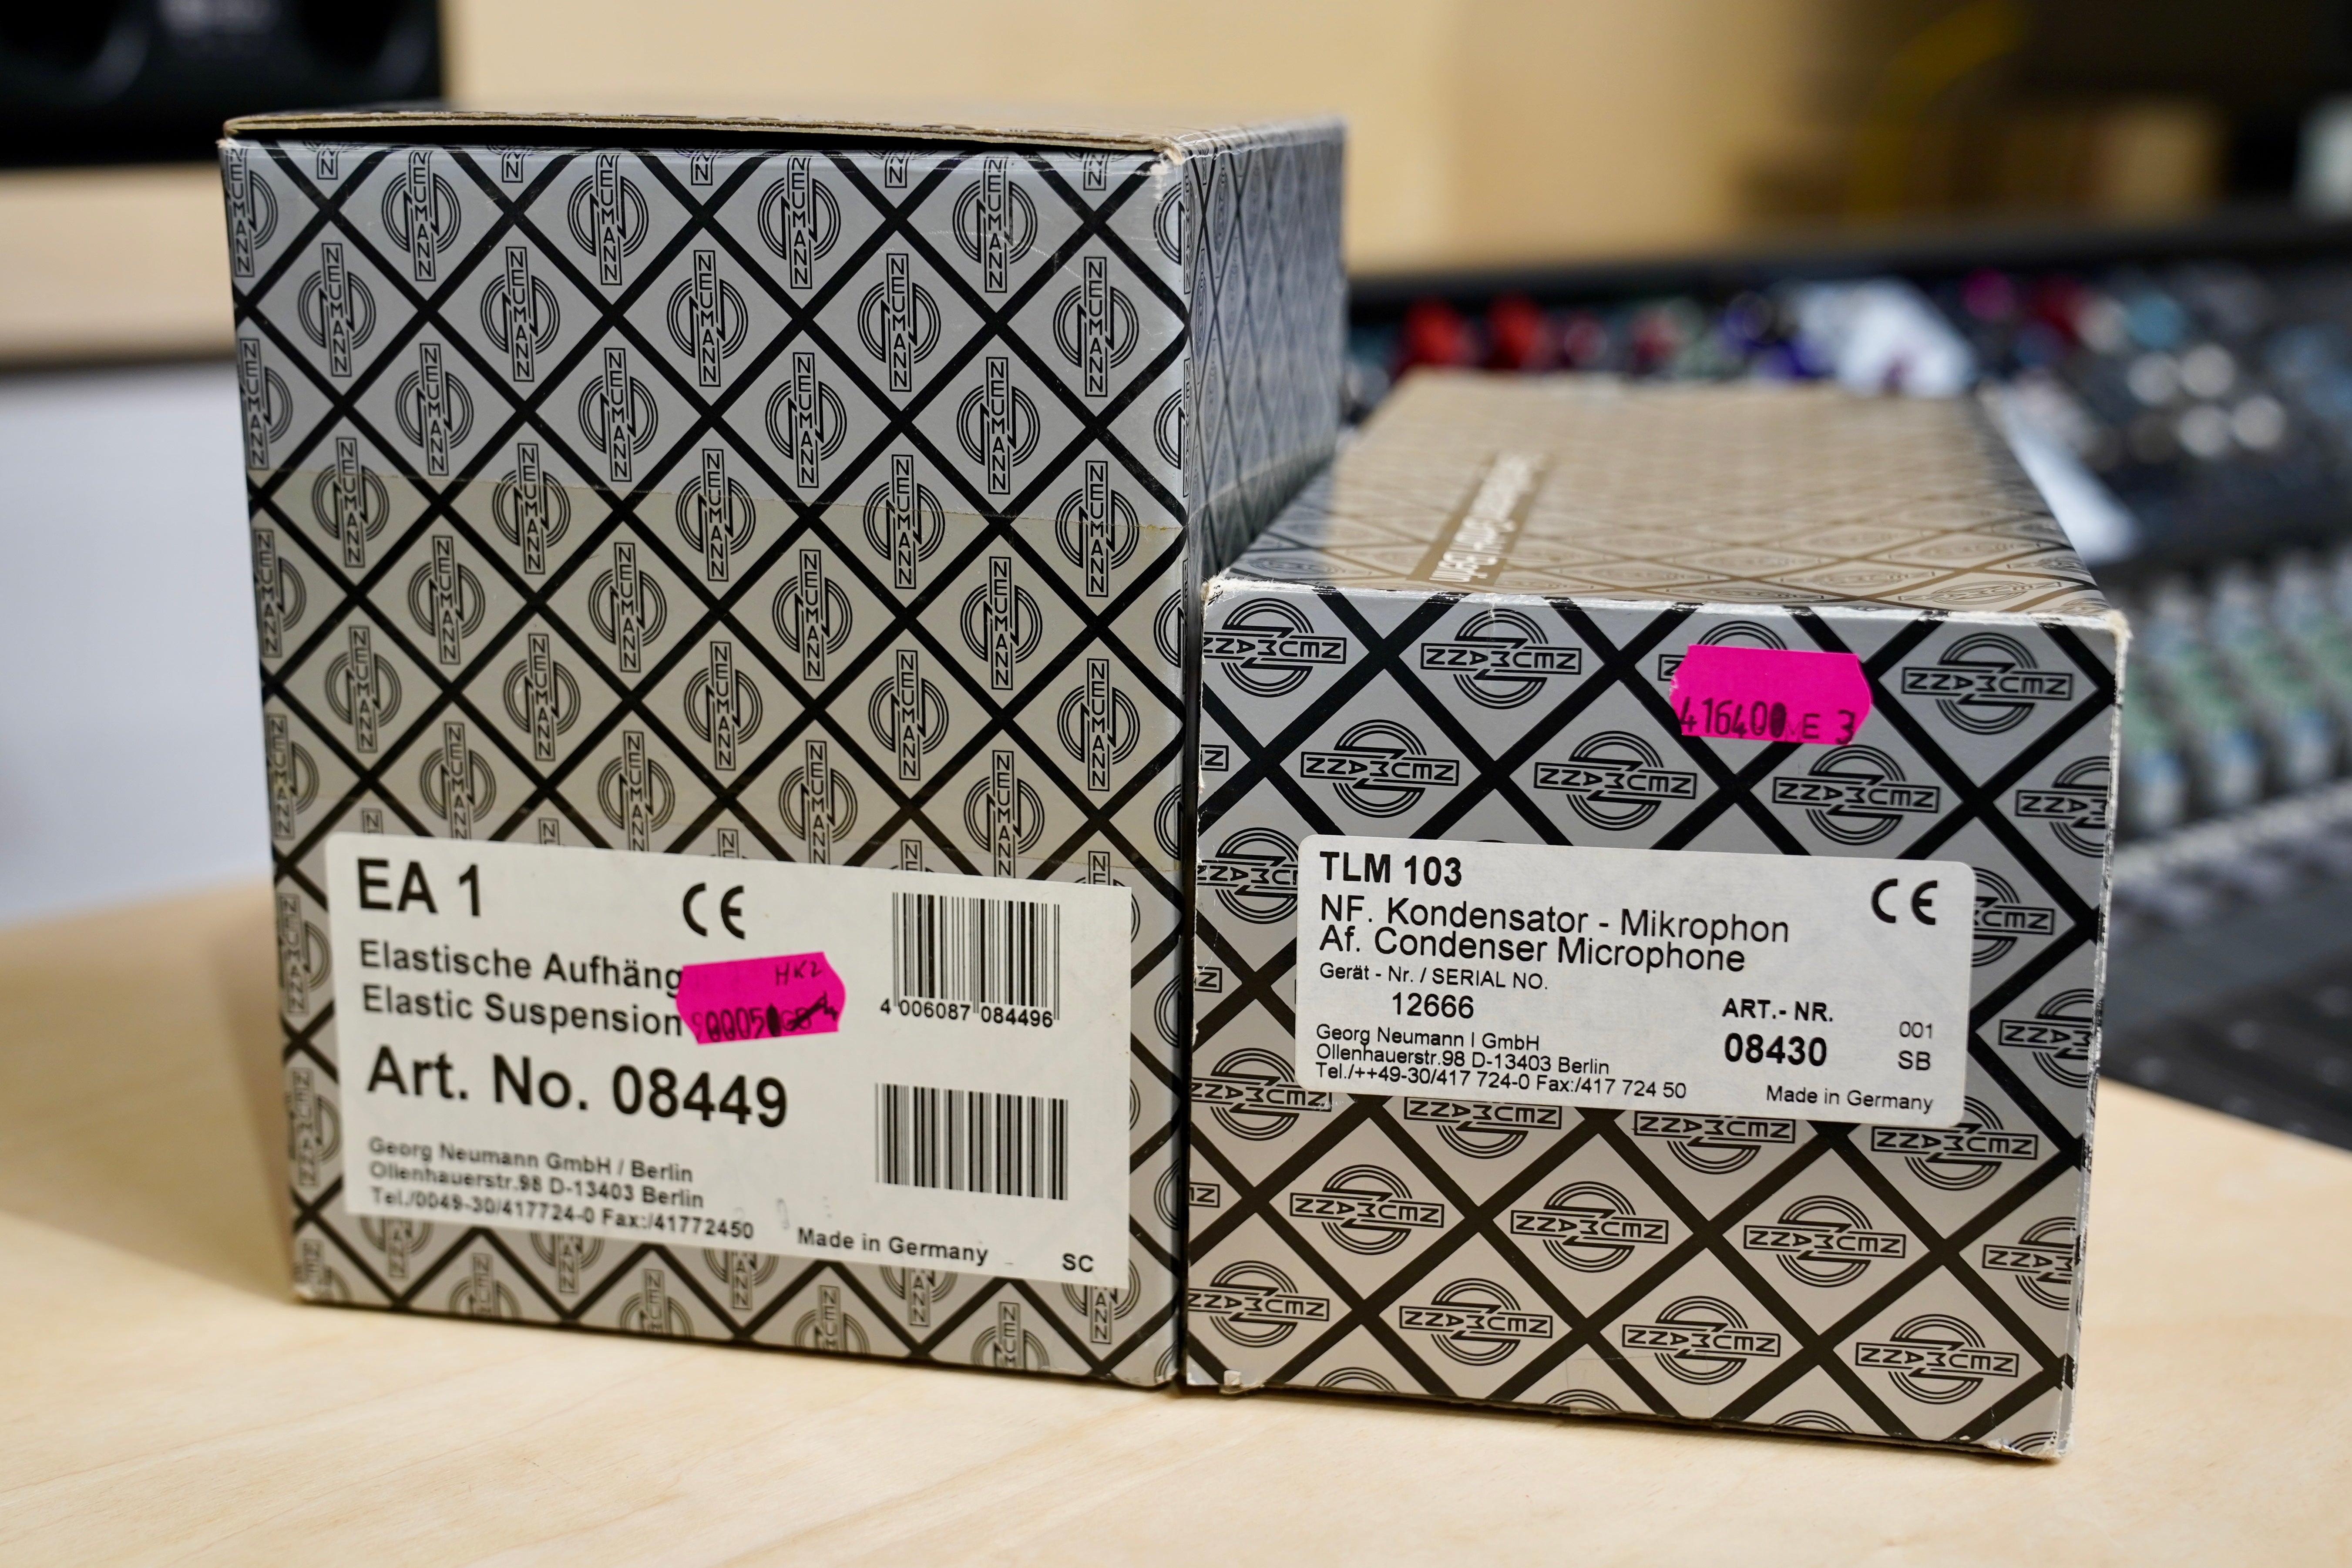 NEUMANN
EA 1
CE
Elastische Aufhäng
Elastic Suspension
HK2
Art. No. 08449
4 006087 084496
Georg Neumann GmbH / Berlin
Ollenhauerstr.98 D-13403 Berlin
Tel./0049-30/417724-0 Fax:/41772450
Made in Germany
SC
NEUMANN
416400
E 3
TLM 103
CE
NF. Kondensator - Mikrophon
Af. Condenser Microphone
Gerät - Nr. / SERIAL NO.
12666
ART.- NR.
08430
001
SB
Georg Neumann | GmbH
Ollenhauerstr.98 D-13403 Berlin
Tel./++49-30/417 724-0 Fax:/417 724 50
Made in Germany